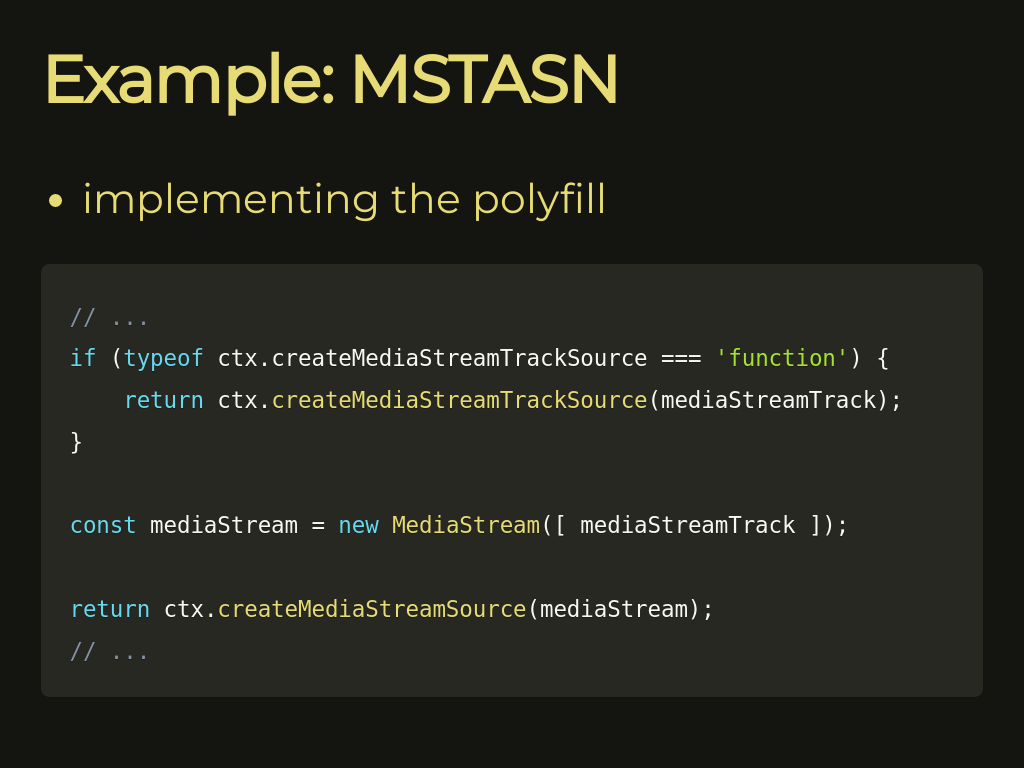 Example: MSTASN
• implementing the polyfill
// ...
if (typeof ctx.createMediaStreamTrackSource === 'function') {
    return ctx.createMediaStreamTrackSource(mediaStreamTrack);
}
const mediaStream = new MediaStream([ mediaStreamTrack ]);
return ctx.createMediaStreamSource(mediaStream);
// ...